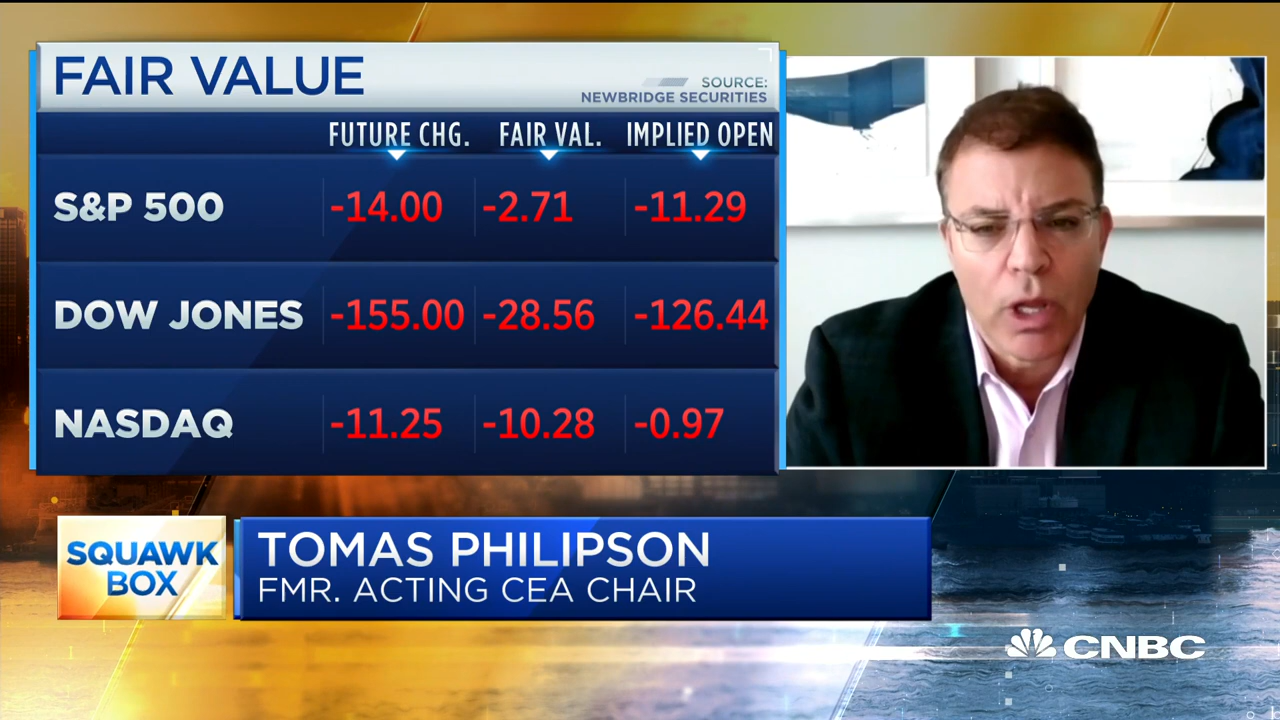 FAIR VALUE
SOURCE:
NEWBRIDGE SECURITIES
FUTURE CHG. FAIR VAL. IMPLIED OPEN
S&P 500 -14.00 -2.71 -11.29
DOW JONES -155.00 -28.56 -126.44
NASDAQ -11.25 -10.28 -0.97
SQUAWK
BOX
TOMAS PHILIPSON
FMR. ACTING CEA CHAIR
CNBC